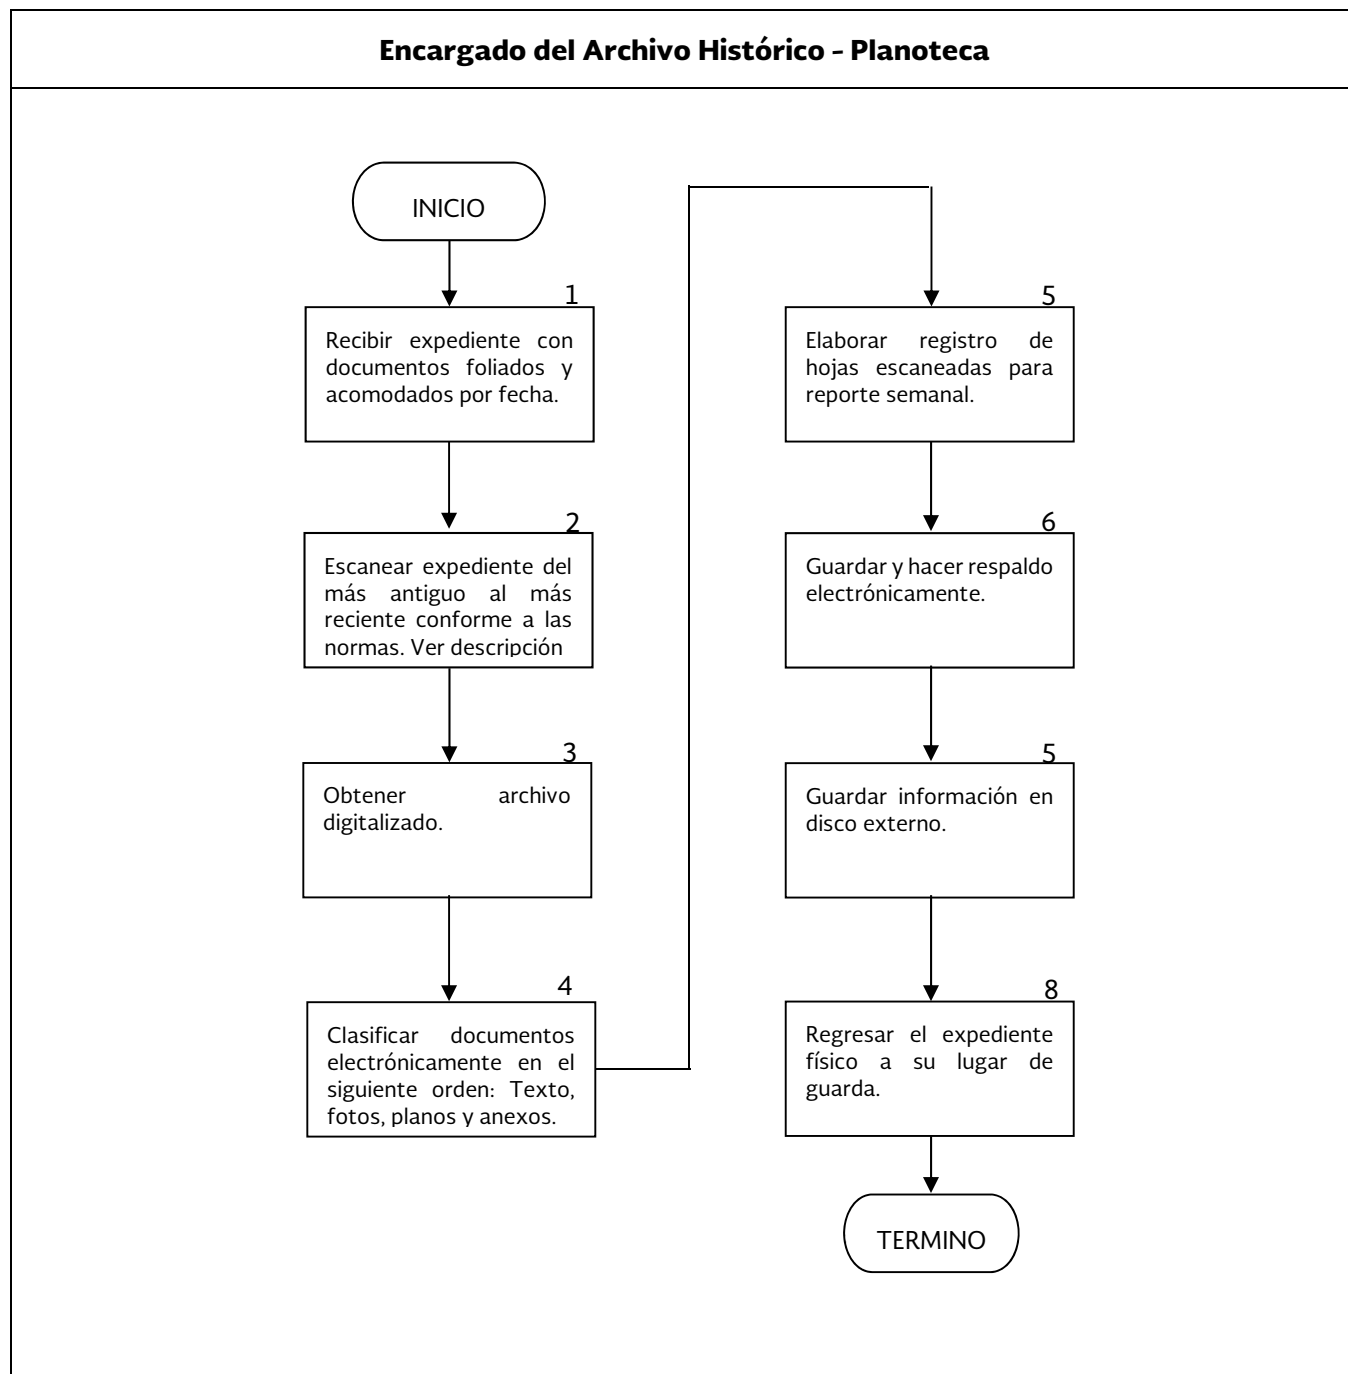 Encargado del Archivo Histórico - Planoteca
INICIO
1
Recibir expediente con
documentos foliados y
acomodados por fecha.
2
Escanear expediente del
más antiguo al más
reciente conforme a las
normas. Ver descripción
3
Obtener archivo
digitalizado.
4
Clasificar documentos
electrónicamente en el
siguiente orden: Texto,
fotos, planos y anexos.
5
Elaborar registro de
hojas escaneadas para
reporte semanal.
6
Guardar y hacer respaldo
electrónicamente.
5
Guardar información en
disco externo.
8
Regresar el expediente
físico a su lugar de
guarda.
TERMINO